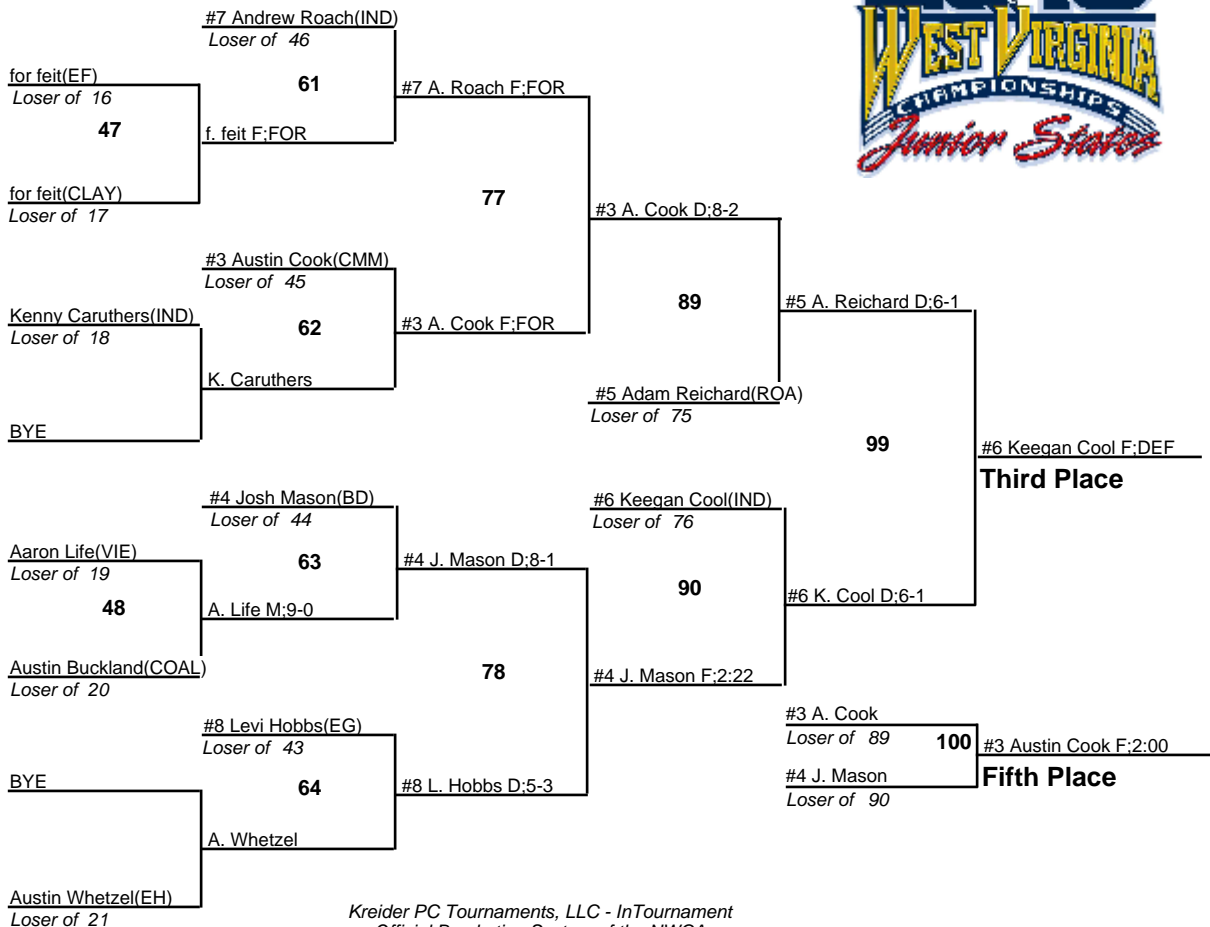 #7 Andrew Roach(IND)
Loser of 46
for feit(EF)
Loser of 16
61
#7 A. Roach F;FOR
47
f. feit F;FOR
for feit(CLAY)
Loser of 17
77
#3 A. Cook D;8-2
#3 Austin Cook(CMM)
Loser of 45
Kenny Caruthers(IND)
Loser of 18
62
#3 A. Cook F;FOR
89
#5 A. Reichard D;6-1
K. Caruthers
#5 Adam Reichard(ROA)
Loser of 75
BYE
99
#6 Keegan Cool F;DEF
Third Place
#4 Josh Mason(BD)
Loser of 44
#6 Keegan Cool(IND)
Loser of 76
Aaron Life(VIE)
Loser of 19
63
#4 J. Mason D;8-1
48
A. Life M;9-0
90
#6 K. Cool D;6-1
Austin Buckland(COAL)
Loser of 20
78
#4 J. Mason F;2:22
#8 Levi Hobbs(EG)
Loser of 43
#3 A. Cook
Loser of 89
100
#3 Austin Cook F;2:00
Fifth Place
BYE
64
#8 L. Hobbs D;5-3
#4 J. Mason
Loser of 90
A. Whetzel
Austin Whetzel(EH)
Loser of 21
WEST VIRGINIA
CHAMPIONSHIPS
Junior States
Kreider PC Tournaments, LLC - InTournament